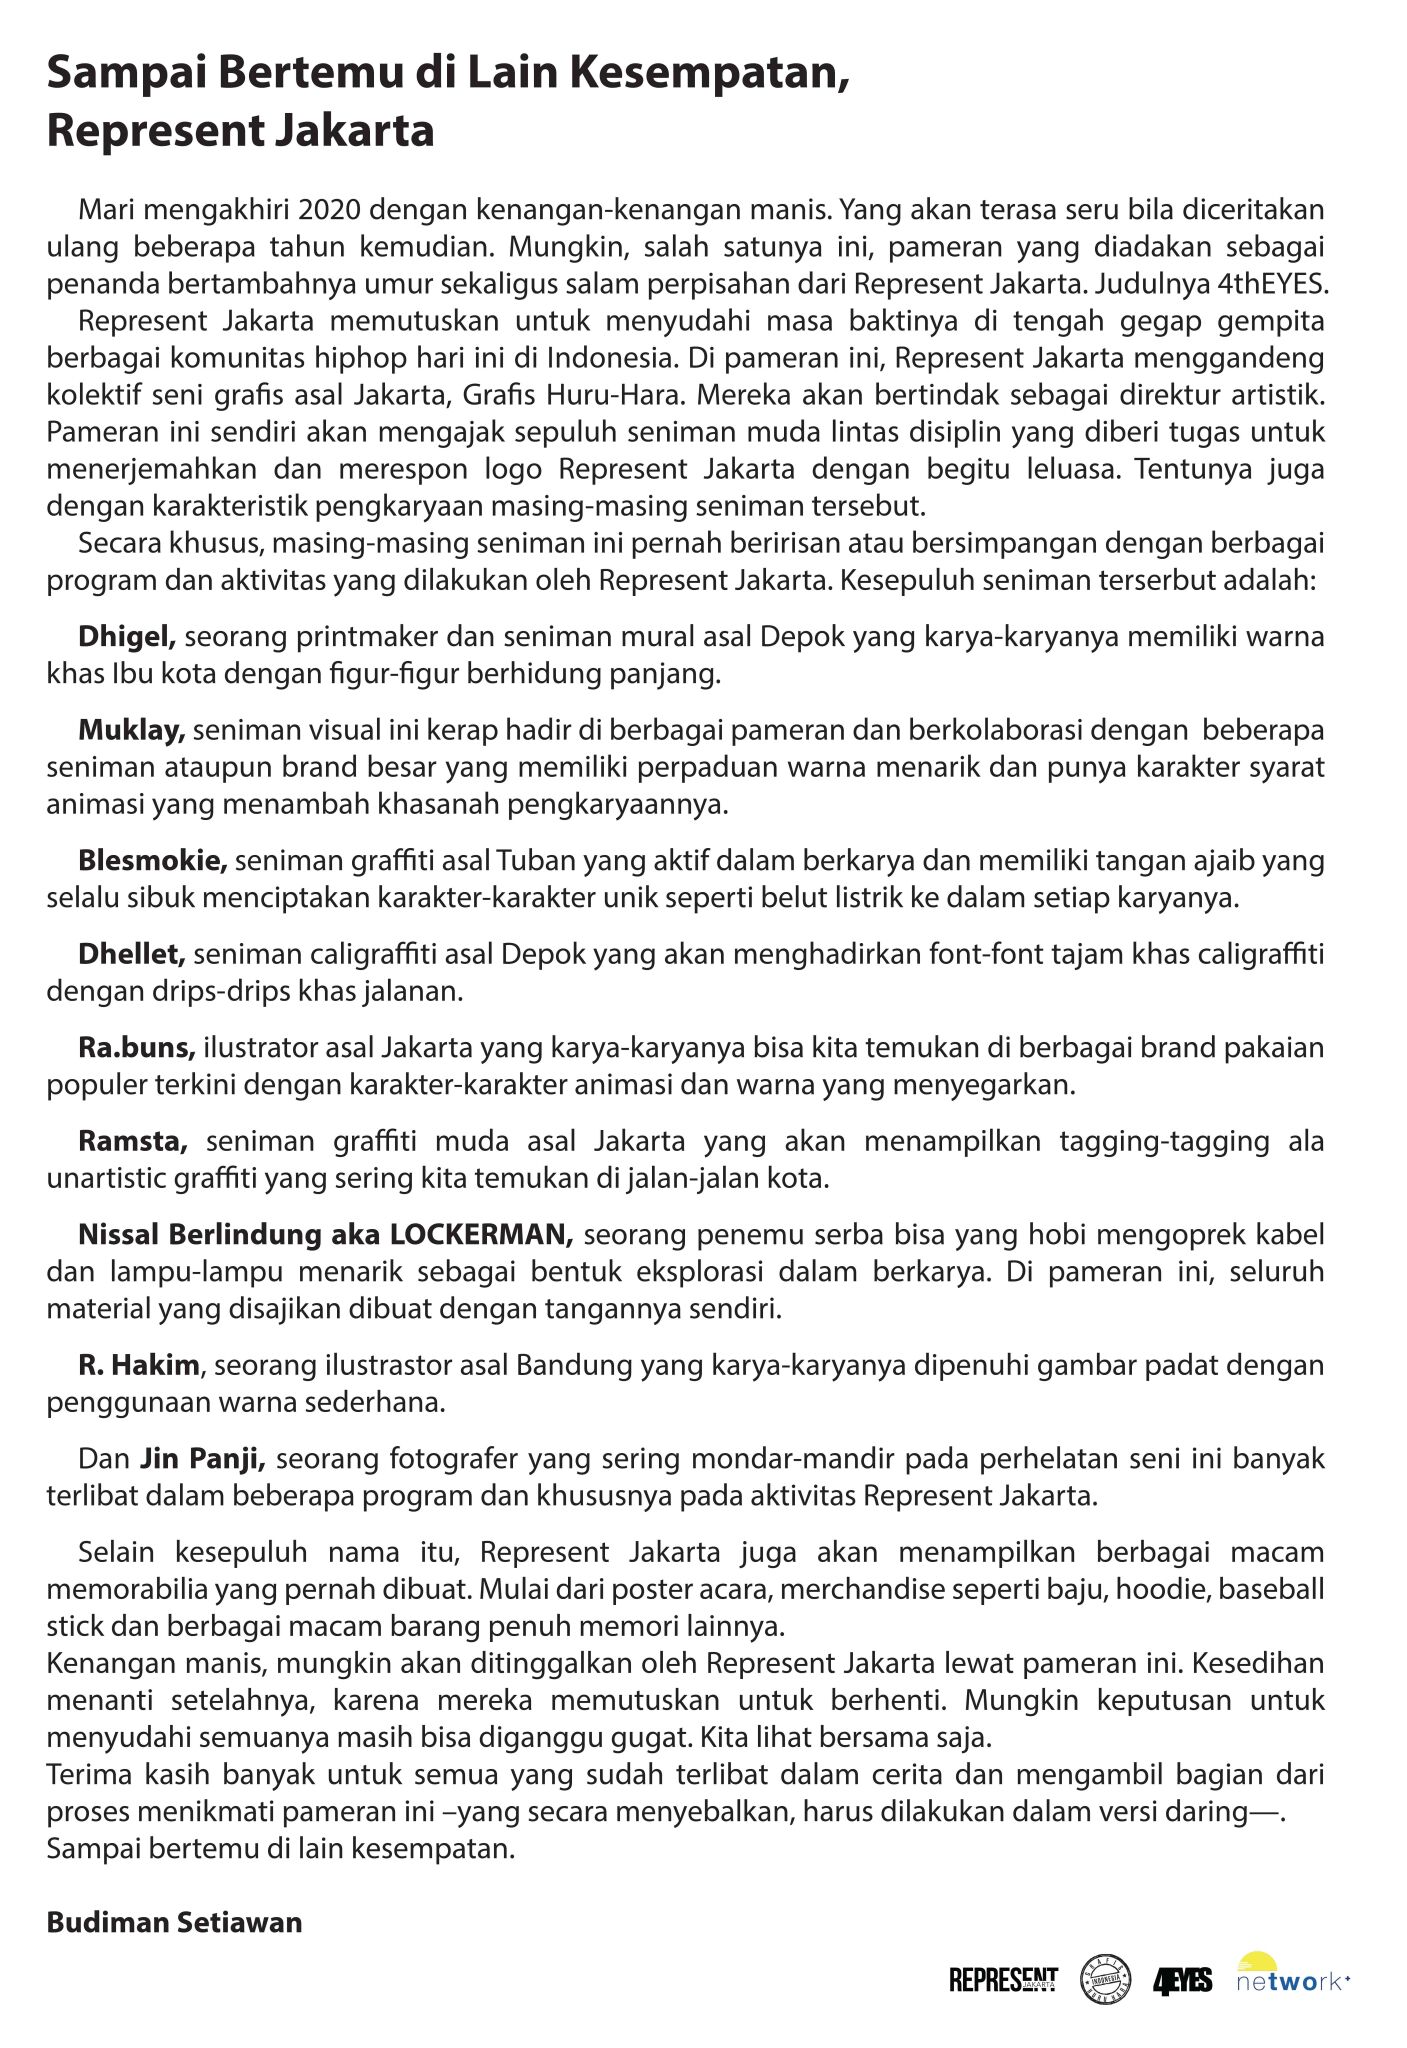 Sampai Bertemu di Lain Kesempatan,
Represent Jakarta
Mari mengakhiri 2020 dengan kenangan-kenangan manis. Yang akan terasa seru bila diceritakan
ulang beberapa tahun kemudian. Mungkin, salah satunya ini, pameran yang diadakan sebagai
penanda bertambahnya umur sekaligus salam perpisahan dari Represent Jakarta. Judulnya 4thEYES.
Represent Jakarta memutuskan untuk menyudahi masa baktinya di tengah gegap gempita
berbagai komunitas hiphop hari ini di Indonesia. Di pameran ini, Represent Jakarta menggandeng
kolektif seni grafis asal Jakarta, Grafis Huru-Hara. Mereka akan bertindak sebagai direktur artistik.
Pameran ini sendiri akan mengajak sepuluh seniman muda lintas disiplin yang diberi tugas untuk
menerjemahkan dan merespon logo Represent Jakarta dengan begitu leluasa. Tentunya juga
dengan karakteristik pengkaryaan masing-masing seniman tersebut.
Secara khusus, masing-masing seniman ini pernah beririsan atau bersimpangan dengan berbagai
program dan aktivitas yang dilakukan oleh Represent Jakarta. Kesepuluh seniman terserbut adalah:
Dhigel, seorang printmaker dan seniman mural asal Depok yang karya-karyanya memiliki warna
khas Ibu kota dengan figur-figur berhidung panjang.
Muklay, seniman visual ini kerap hadir di berbagai pameran dan berkolaborasi dengan  beberapa
seniman ataupun brand besar yang memiliki perpaduan warna menarik dan punya karakter syarat
animasi yang menambah khasanah pengkaryaannya.
Blesmokie, seniman graffiti asal Tuban yang aktif dalam berkarya dan memiliki tangan ajaib yang
selalu sibuk menciptakan karakter-karakter unik seperti belut listrik ke dalam setiap karyanya.
Dhellet, seniman caligraffiti asal Depok yang akan menghadirkan font-font tajam khas caligraffiti
dengan drips-drips khas jalanan.
Ra.buns, ilustrator asal Jakarta yang karya-karyanya bisa kita temukan di berbagai brand pakaian
populer terkini dengan karakter-karakter animasi dan warna yang menyegarkan.
Ramsta, seniman graffiti muda asal Jakarta yang akan menampilkan tagging-tagging ala
unartistic graffiti yang sering kita temukan di jalan-jalan kota.
Nissal Berlindung aka LOCKERMAN, seorang penemu serba bisa yang hobi mengoprek kabel
dan lampu-lampu menarik sebagai bentuk eksplorasi dalam berkarya. Di pameran ini, seluruh
material yang disajikan dibuat dengan tangannya sendiri.
R. Hakim, seorang ilustrastor asal Bandung yang karya-karyanya dipenuhi gambar padat dengan
penggunaan warna sederhana.
Dan Jin Panji, seorang fotografer yang sering mondar-mandir pada perhelatan seni ini banyak
terlibat dalam beberapa program dan khususnya pada aktivitas Represent Jakarta.
Selain kesepuluh nama itu, Represent Jakarta juga akan menampilkan berbagai macam
memorabilia yang pernah dibuat. Mulai dari poster acara, merchandise seperti baju, hoodie, baseball
stick dan berbagai macam barang penuh memori lainnya.
Kenangan manis, mungkin akan ditinggalkan oleh Represent Jakarta lewat pameran ini. Kesedihan
menanti setelahnya, karena mereka memutuskan untuk berhenti. Mungkin keputusan untuk
menyudahi semuanya masih bisa diganggu gugat. Kita lihat bersama saja.
Terima kasih banyak untuk semua yang sudah terlibat dalam cerita dan mengambil bagian dari
proses menikmati pameran ini –yang secara menyebalkan, harus dilakukan dalam versi daring—.
Sampai bertemu di lain kesempatan.
Budiman Setiawan
REPRESENT
JAKARTA
GRAFIS
INDONESIA
HURU HARA
4EYES
network+